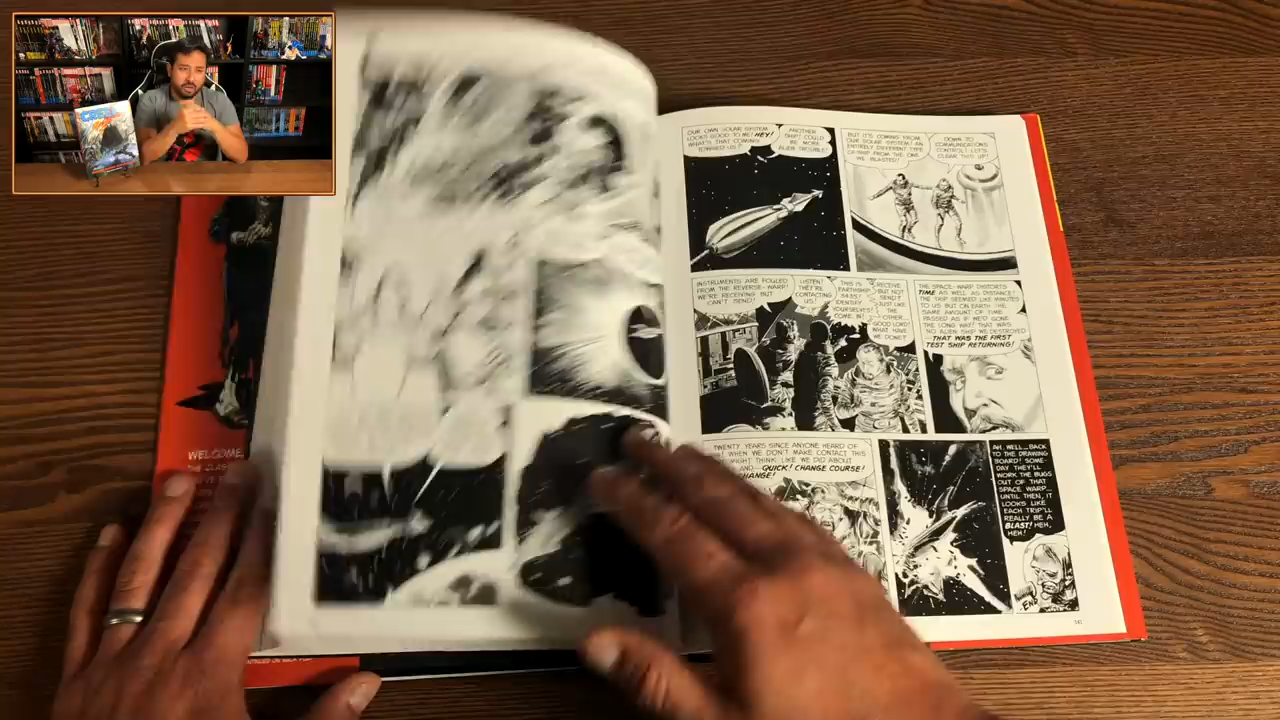 OUR OWN SOLAR SYSTEM
LOOKS GOOD TO ME! HEY!
WHAT'S THAT COMING
TOWARD US?
ANOTHER
SHIP! COULD
BE MORE
ALIEN TROUBLE!
BUT IT'S COMING FROM
OUR SOLAR SYSTEM! AN
ENTIRELY DIFFERENT TYPE
OF SHIP FROM THE ONE
WE BLASTED!
DOWN TO
COMMUNICATIONS
CONTROL! LET'S
CLEAR THIS UP!
INSTRUMENTS ARE FOULED
FROM THE REVERSE-WARP!
WE'RE RECEIVING BUT
CAN'T SEND!
LISTEN!
THEY'RE
CONTACTING
US!
THIS IS
EARTHSHIP
IDENTIFY
YOURSELVES!
COME IN!
RECEIVE
BUT NOT
SEND!
JUST LIKE
THE
OTHER...
GOOD LORD!
WHAT HAVE
WE DONE?
THE SPACE-WARP DISTORTS
TIME AS WELL AS DISTANCE!
THE TRIP SEEMED LIKE MINUTES
TO US BUT ON EARTH THE
SAME AMOUNT OF TIME
PASSED AS IF WE'D GONE
THE LONG WAY! THAT WAS
NO ALIEN SHIP WE DESTROYED
—THAT WAS THE FIRST
TEST SHIP RETURNING!
TWENTY YEARS SINCE ANYONE HEARD OF
! WHEN WE DON'T MAKE CONTACT THIS
MIGHT THINK, LIKE WE DID ABOUT
AND—QUICK! CHANGE COURSE!
AH, WELL...BACK
TO THE DRAWING
BOARD! SOME-
DAY THEY'LL
WORK THE BUGS
OUT OF THAT
SPACE WARP...
UNTIL THEN, IT
LOOKS LIKE
EACH TRIP'LL
REALLY BE A
BLAST! HEH,
HEH!
END
WELCOME,